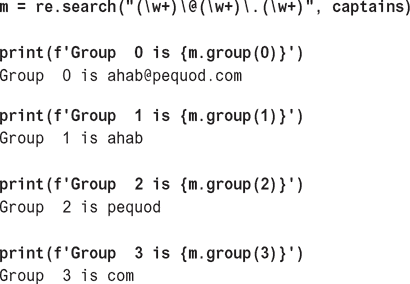 m = re.search("(\w+)\@(\w+)\.(\w+)", captains)
print(f'Group  0 is {m.group(0)}')
Group  0 is ahab@pequod.com
print(f'Group  1 is {m.group(1)}')
Group  1 is ahab
print(f'Group  2 is {m.group(2)}')
Group  2 is pequod
print(f'Group  3 is {m.group(3)}')
Group  3 is com